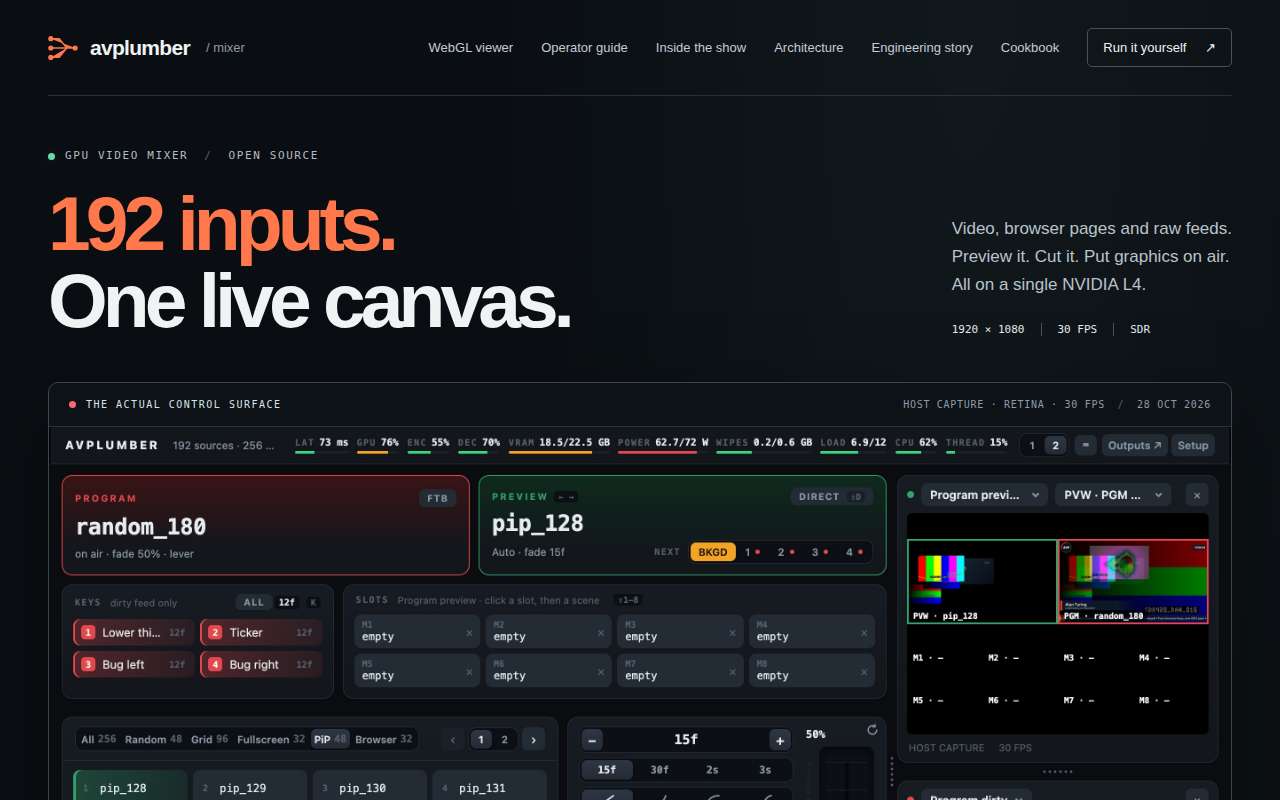 avplumber / mixer
WebGL viewer Operator guide Inside the show Architecture Engineering story Cookbook Run it yourself ↗
GPU VIDEO MIXER / OPEN SOURCE
192 inputs.
One live canvas.
Video, browser pages and raw feeds.
Preview it. Cut it. Put graphics on air.
All on a single NVIDIA L4.
1920 × 1080 30 FPS SDR
THE ACTUAL CONTROL SURFACE
HOST CAPTURE · RETINA · 30 FPS / 28 OCT 2026
AVPLUMBER 192 sources · 256 ...
LAT 73 ms GPU 76% ENC 55% DEC 70% VRAM 18.5/22.5 GB POWER 62.7/72 W WIPES 0.2/0.6 GB LOAD 6.9/12 CPU 62% THREAD 15%
1 2 Outputs ↗ Setup
PROGRAM FTB
random_180
on air · fade 50% · lever
PREVIEW ← → DIRECT ⇧D
pip_128
Auto · fade 15f NEXT BKGD 1 2 3 4
Program previ... PVW · PGM ... ×
PVW · pip_128
PGM · random_180
M1 · – M2 · – M3 · – M4 · –
M5 · – M6 · – M7 · – M8 · –
HOST CAPTURE 30 FPS
KEYS dirty feed only ALL 12f K
1 Lower thi... 12f 2 Ticker 12f
3 Bug left 12f 4 Bug right 12f
SLOTS Program preview · click a slot, then a scene ⇧1–8
M1 M2 M3 M4
empty × empty × empty × empty ×
M5 M6 M7 M8
empty × empty × empty × empty ×
All 256 Random 48 Grid 96 Fullscreen 32 PiP 48 Browser 32 ‹ 1 2 ›
1 pip_128 2 pip_129 3 pip_130 4 pip_131
− 15f + 50%
15f 30f 2s 3s
Program dirty